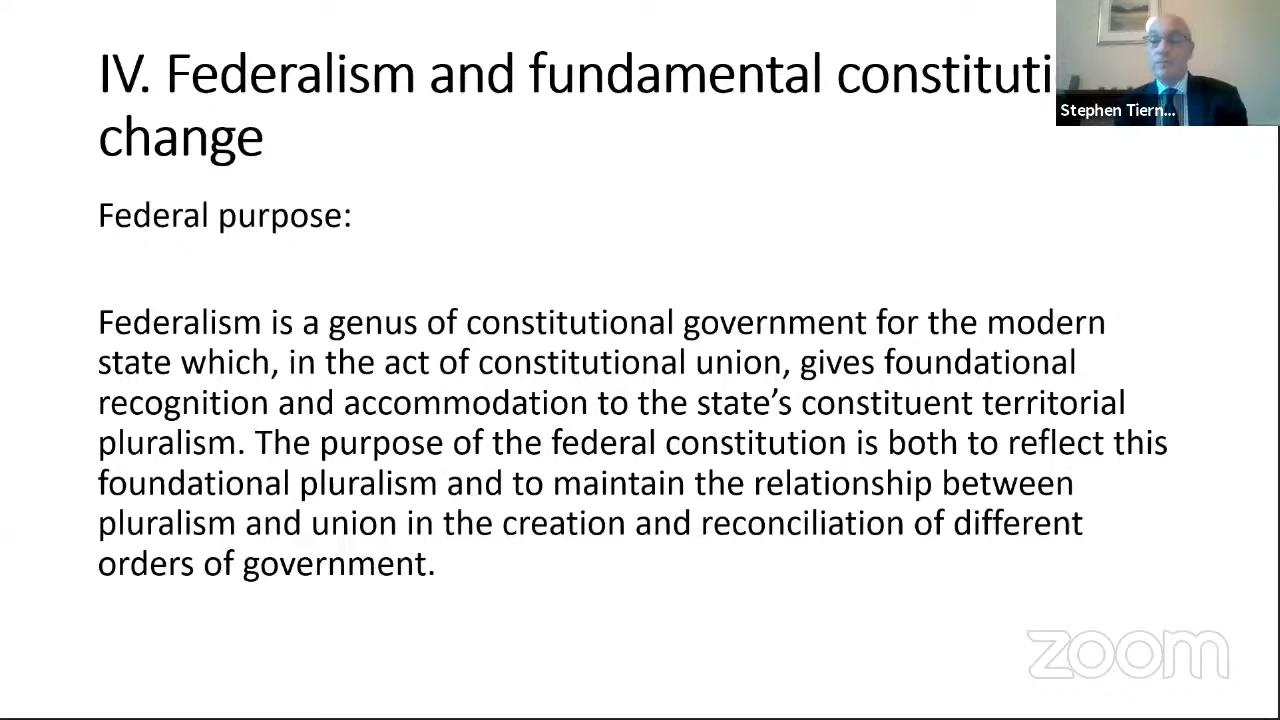 IV. Federalism and fundamental constituti
change
Stephen Tiern...
Federal purpose:
Federalism is a genus of constitutional government for the modern
state which, in the act of constitutional union, gives foundational
recognition and accommodation to the state’s constituent territorial
pluralism. The purpose of the federal constitution is both to reflect this
foundational pluralism and to maintain the relationship between
pluralism and union in the creation and reconciliation of different
orders of government.
zoom